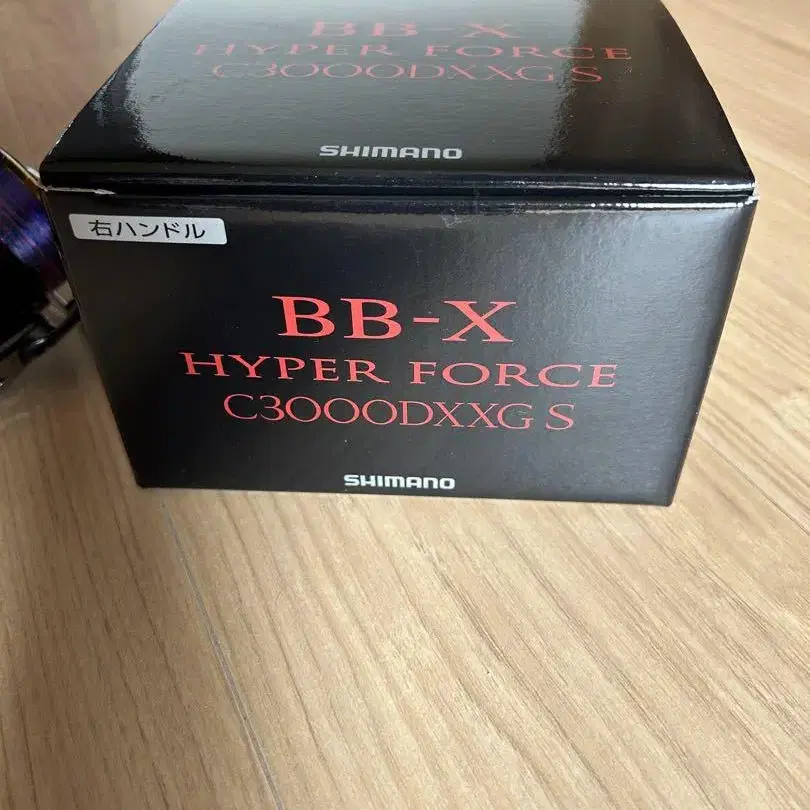 BB-X
HYPER FORCE
C3000DXXG S
SHIMANO
右ハンドル
BB-X
HYPER FORCE
C3000DXXG S
SHIMANO